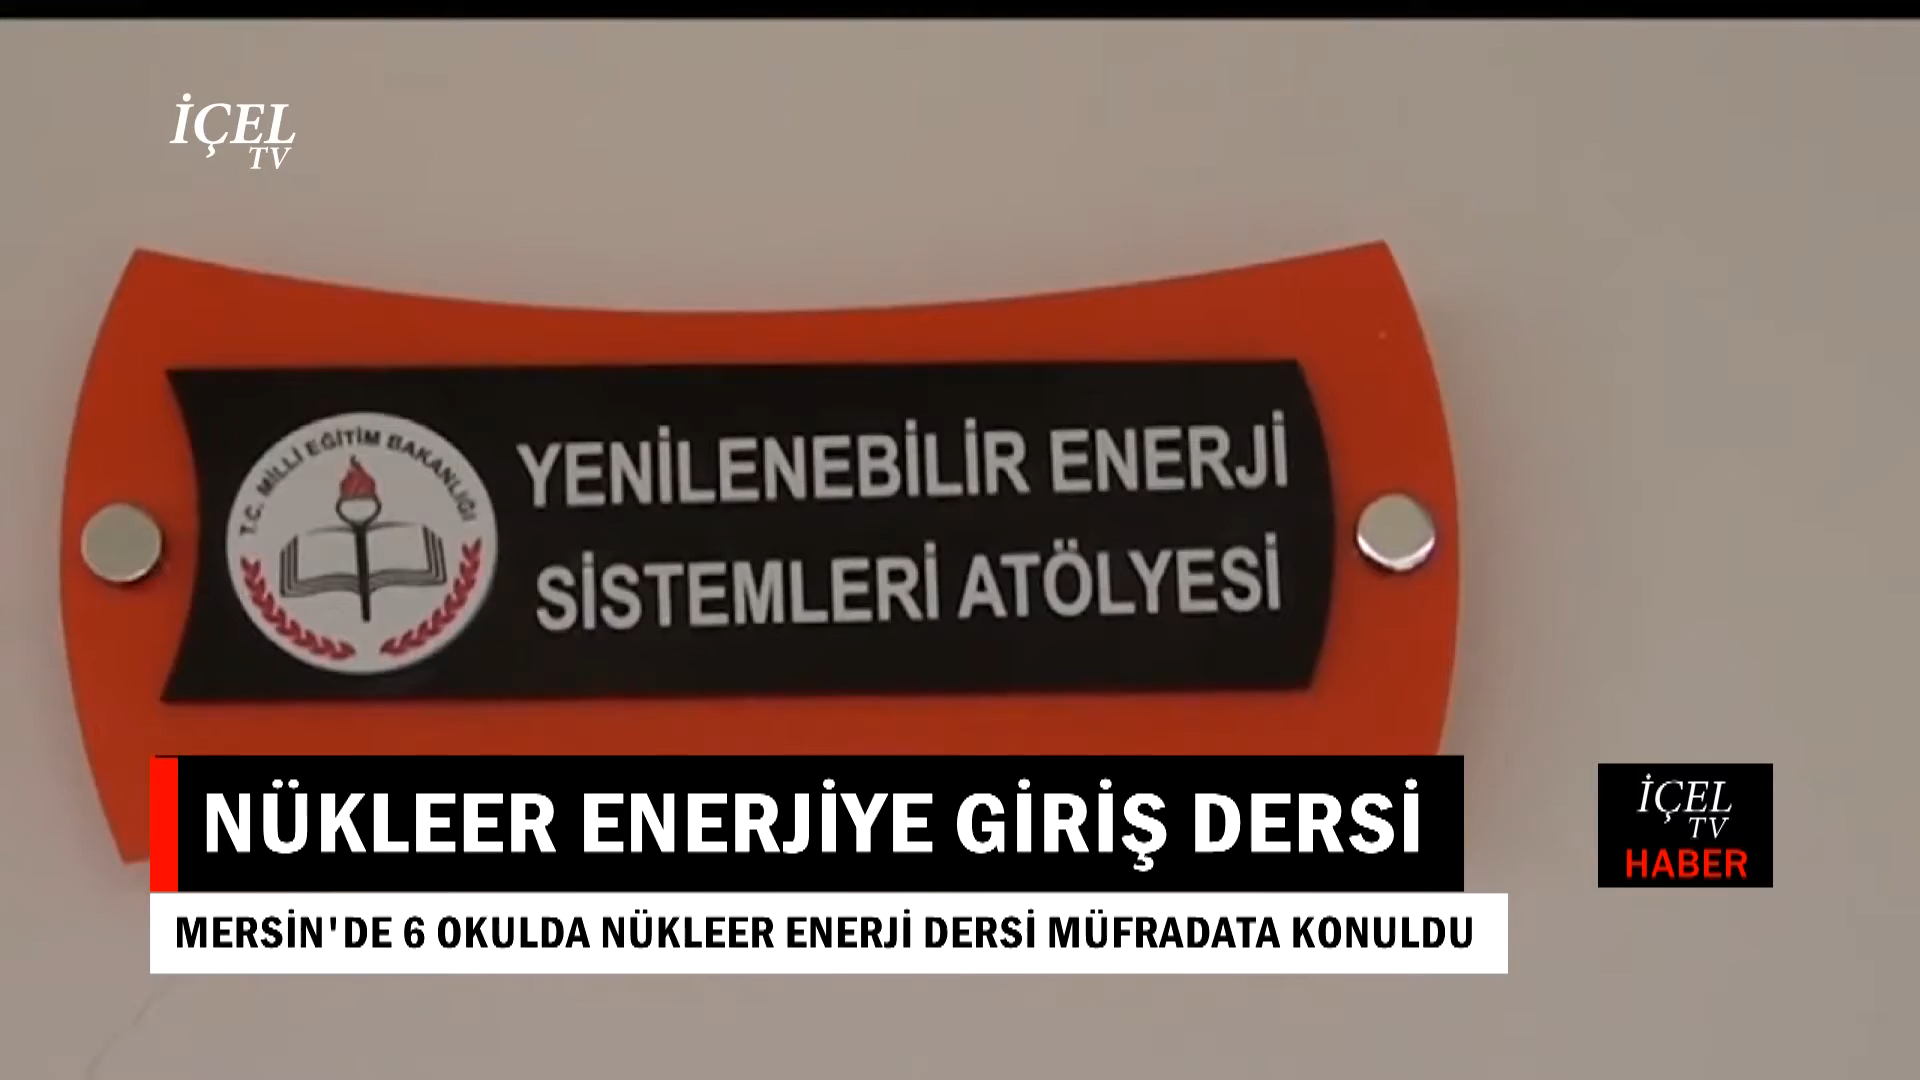 İÇEL
TV
T.C. MİLLİ EĞİTİM BAKANLIĞI
YENİLENEBİLİR ENERJİ
SİSTEMLERİ ATÖLYESİ
NÜKLEER ENERJİYE GİRİŞ DERSİ
MERSİN'DE 6 OKULDA NÜKLEER ENERJİ DERSİ MÜFRADATA KONULDU
İÇEL
TV
HABER